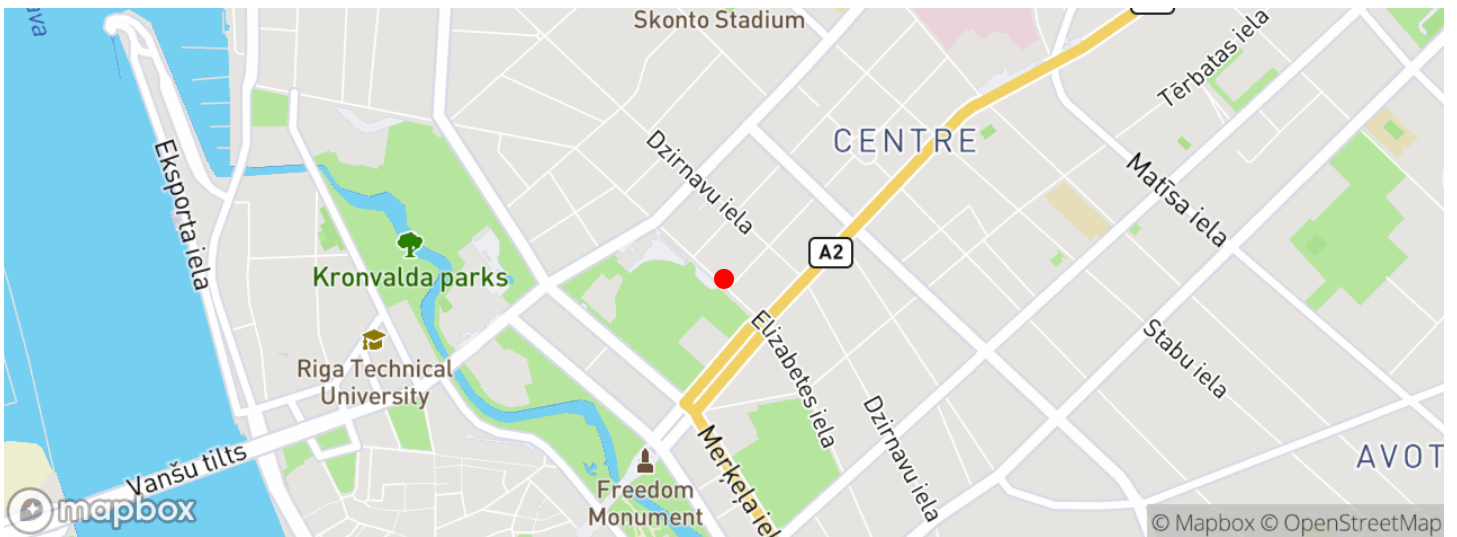 ava
Skonto Stadium
Tērbatas iela
Eksporta iela
Dzirnavu iela
CENTRE
Matīsa iela
Kronvalda parks
A2
Riga Technical
University
Elizabetes iela
Stabu iela
Dzirnavu iela
Merķeļa iel
AVOT
Vanšu tilts
Freedom
Monument
mapbox
© Mapbox © OpenStreetMap